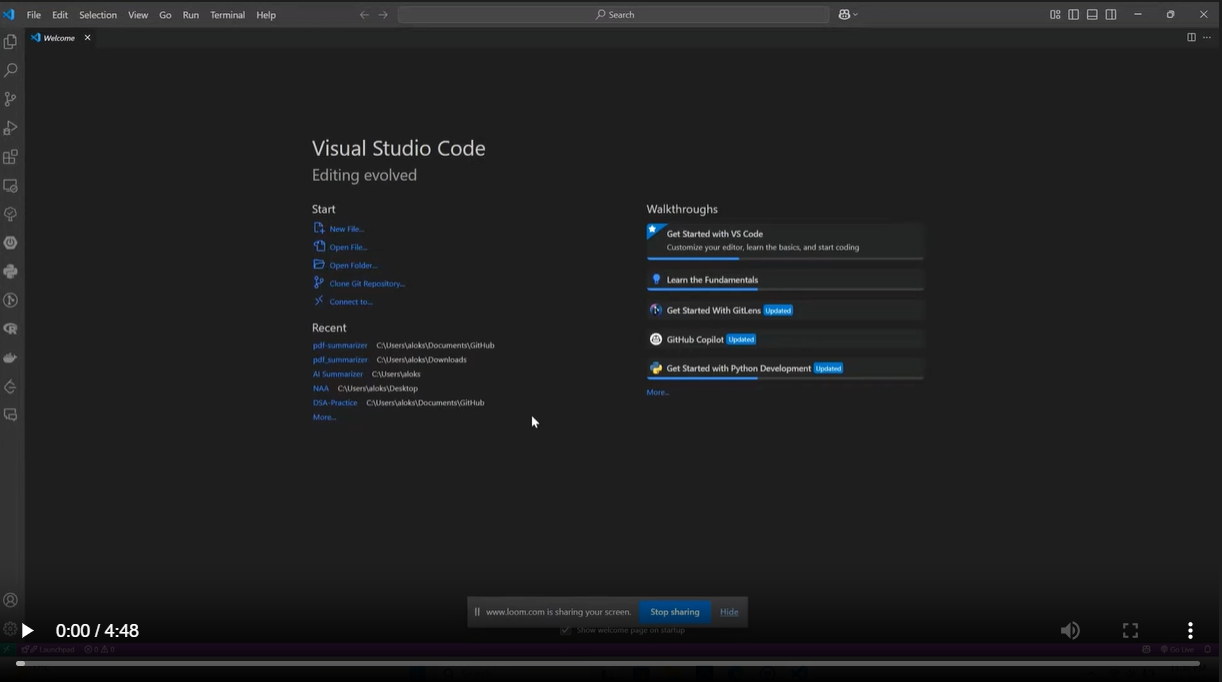 File Edit Selection View Go Run Terminal Help
Search
Welcome
Visual Studio Code
Editing evolved
Start
New File...
Open File...
Open Folder...
Clone Git Repository...
Connect to...
Recent
pdf-summarizer C:\Users\aloks\Documents\GitHub
pdf_summarizer C:\Users\aloks\Downloads
AI Summarizer C:\Users\aloks
NAA C:\Users\aloks\Desktop
DSA-Practice C:\Users\aloks\Documents\GitHub
More...
Walkthroughs
Get Started with VS Code
Customize your editor, learn the basics, and start coding
Learn the Fundamentals
Get Started With GitLens Updated
GitHub Copilot Updated
Get Started with Python Development Updated
More...
www.loom.com is sharing your screen. Stop sharing Hide
Show welcome page on startup
0:00 / 4:48
Launchpad 0 0 Go Live